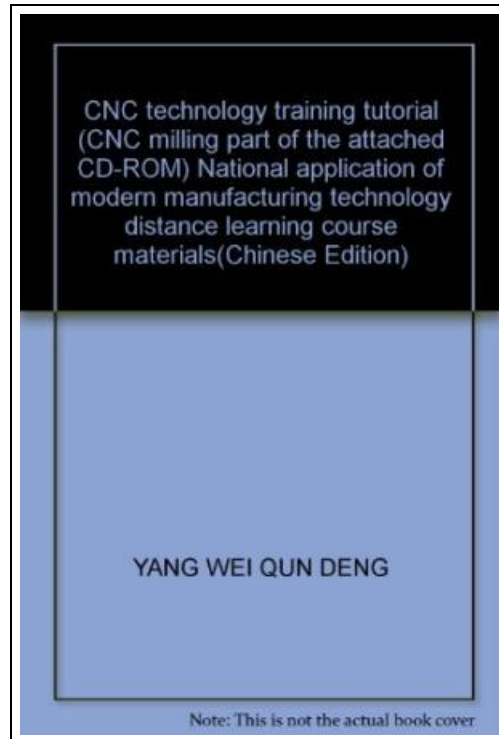 CNC technology training tutorial
(CNC milling part of the attached
CD-ROM) National application of
modern manufacturing technology
distance learning course
materials(Chinese Edition)
YANG WEI QUN DENG
Note: This is not the actual book cover